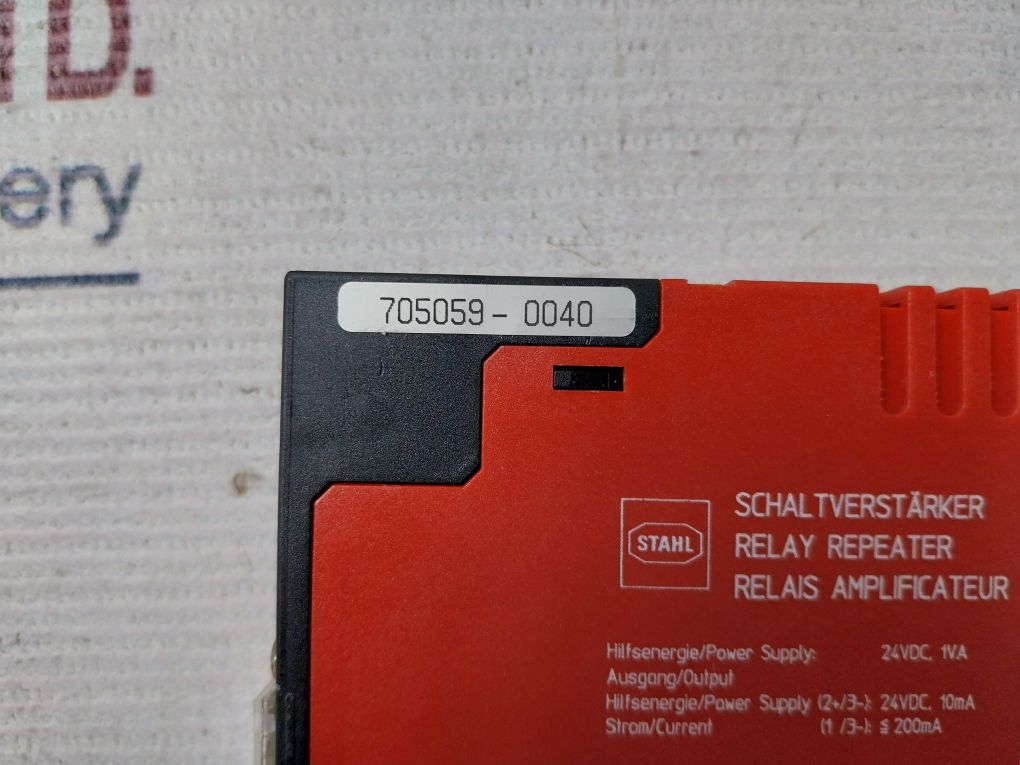 D.
ery
705059 - 0040
STAHL
SCHALTVERSTÄRKER
RELAY REPEATER
RELAIS AMPLIFICATEUR
Hilfsenergie/Power Supply: 24VDC, 1VA
Ausgang/Output
Hilfsenergie/Power Supply (2+/3-): 24VDC, 10mA
Strom/Current (1 /3-): ≦ 200mA